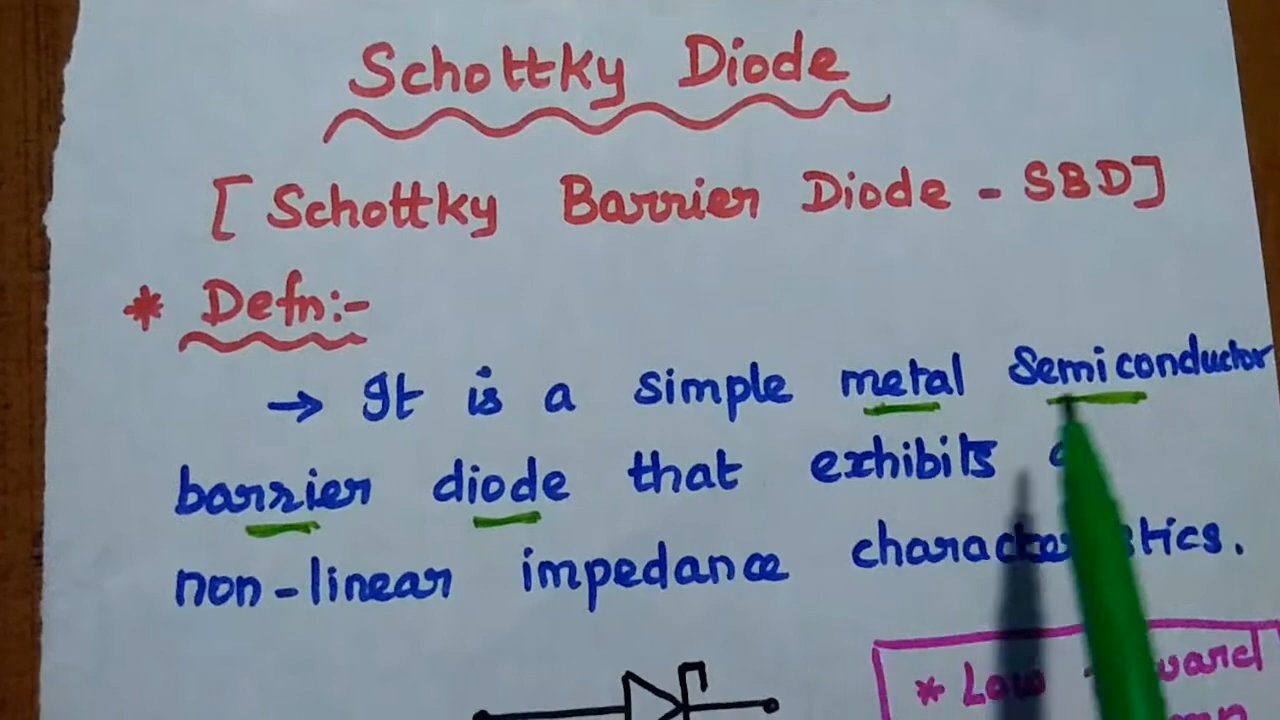 Schottky Diode
[ Schottky Barrier Diode - SBD]
* Defn:-
→ It is a simple metal Semiconductor
barrier diode that exhibits
non-linear impedance
* Low